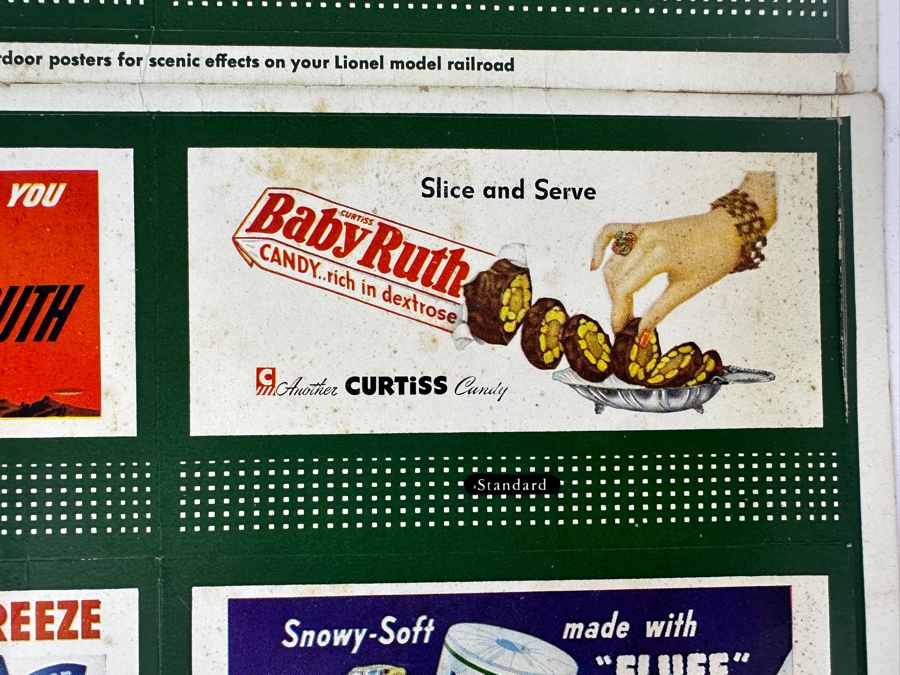 tdoor posters for scenic effects on your Lionel model railroad
YOU
UTH
Slice and Serve
CURTiSS
Baby Ruth
CANDY..rich in dextrose
C
Another CURTiSS Candy
Standard
REEZE
Snowy-Soft
made with
"FLUFF"